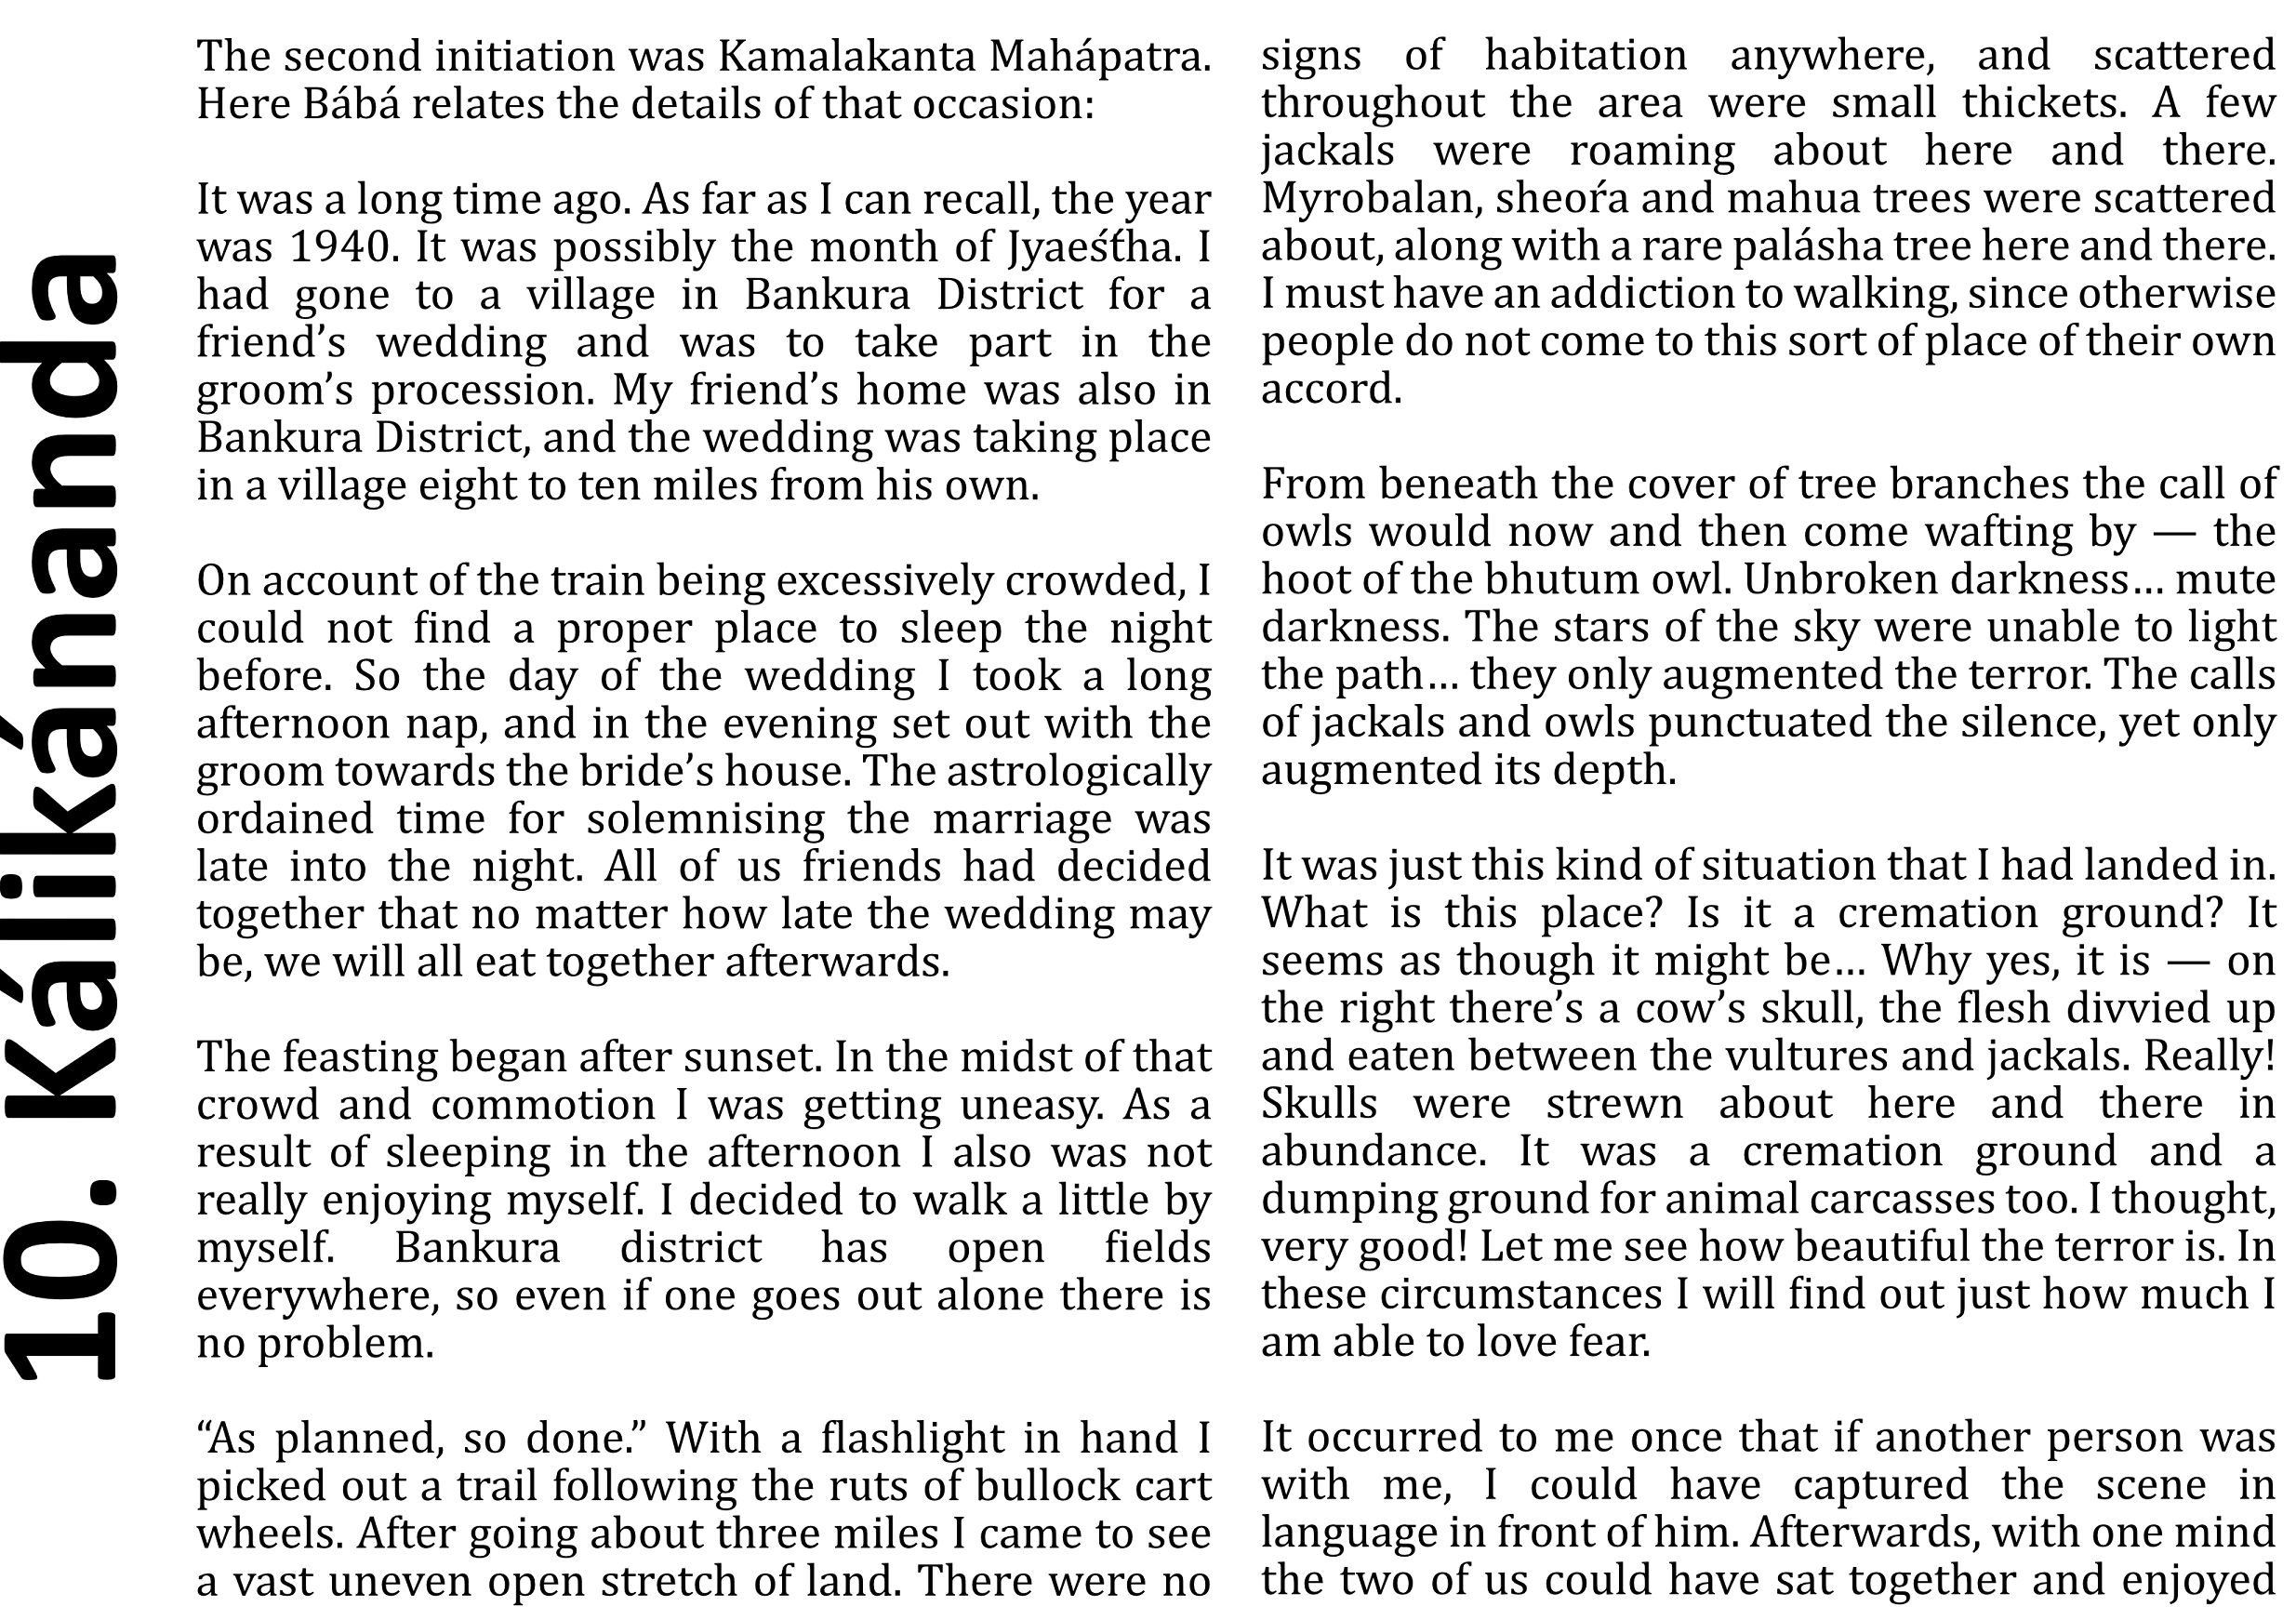 10. Kálikánanda
The second initiation was Kamalakanta Mahápatra.
Here Bábá relates the details of that occasion:
It was a long time ago. As far as I can recall, the year
was 1940. It was possibly the month of Jyaeśt́ha. I
had gone to a village in Bankura District for a
friend’s wedding and was to take part in the
groom’s procession. My friend’s home was also in
Bankura District, and the wedding was taking place
in a village eight to ten miles from his own.
On account of the train being excessively crowded, I
could not find a proper place to sleep the night
before. So the day of the wedding I took a long
afternoon nap, and in the evening set out with the
groom towards the bride’s house. The astrologically
ordained time for solemnising the marriage was
late into the night. All of us friends had decided
together that no matter how late the wedding may
be, we will all eat together afterwards.
The feasting began after sunset. In the midst of that
crowd and commotion I was getting uneasy. As a
result of sleeping in the afternoon I also was not
really enjoying myself. I decided to walk a little by
myself. Bankura district has open fields
everywhere, so even if one goes out alone there is
no problem.
“As planned, so done.” With a flashlight in hand I
picked out a trail following the ruts of bullock cart
wheels. After going about three miles I came to see
a vast uneven open stretch of land. There were no
signs of habitation anywhere, and scattered
throughout the area were small thickets. A few
jackals were roaming about here and there.
Myrobalan, sheoŕa and mahua trees were scattered
about, along with a rare palásha tree here and there.
I must have an addiction to walking, since otherwise
people do not come to this sort of place of their own
accord.
From beneath the cover of tree branches the call of
owls would now and then come wafting by — the
hoot of the bhutum owl. Unbroken darkness… mute
darkness. The stars of the sky were unable to light
the path… they only augmented the terror. The calls
of jackals and owls punctuated the silence, yet only
augmented its depth.
It was just this kind of situation that I had landed in.
What is this place? Is it a cremation ground? It
seems as though it might be… Why yes, it is — on
the right there’s a cow’s skull, the flesh divvied up
and eaten between the vultures and jackals. Really!
Skulls were strewn about here and there in
abundance. It was a cremation ground and a
dumping ground for animal carcasses too. I thought,
very good! Let me see how beautiful the terror is. In
these circumstances I will find out just how much I
am able to love fear.
It occurred to me once that if another person was
with me, I could have captured the scene in
language in front of him. Afterwards, with one mind
the two of us could have sat together and enjoyed